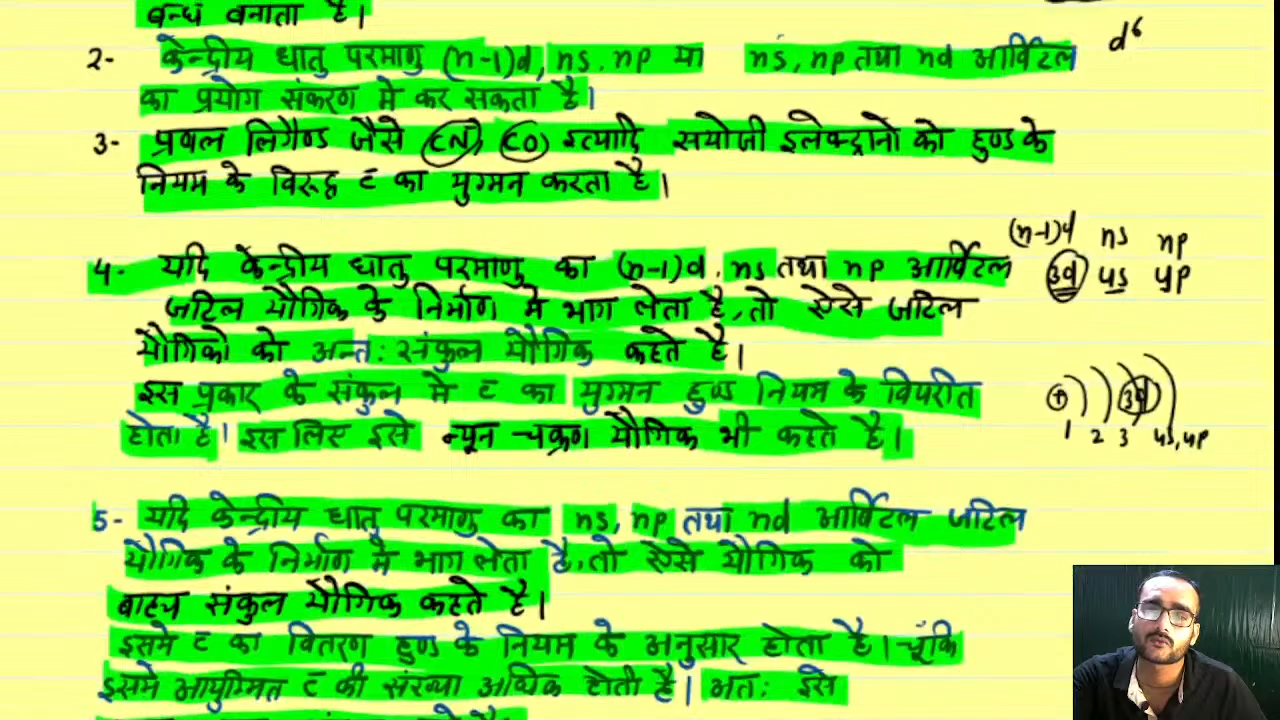 बन्ध बनाता है।
d⁶
2- केन्द्रीय धातु परमाणु (n-1)d, ns, np या ns, np तथा nd आर्विटल
का प्रयोग संकरण मे कर सकता है।
3- प्रबल लिगैण्ड जैसे CN, CO इत्यादि सयोजी इलेक्ट्रानो को हुण्ड के
नियम के विरुद्ध e̅ का युग्मन करता है।
(n-1)d ns np
4- यदि केन्द्रीय धातु परमाणु का (n-1)d, ns तथा np आर्विटल
3d 4s 4p
जटिल यौगिक के निर्माण मे भाग लेता है, तो ऐसे जटिल
यौगिको को अन्त: संकुल यौगिक कहते है।
इस प्रकार के संकुल मे e̅ का युग्मन हुण्ड नियम के विपरीत
+ 3d
होता है। इस लिए इसे न्यून चक्रण यौगिक भी कहते है।
1 2 3 4s, 4p
5- यदि केन्द्रीय धातु परमाणु का ns, np तथा nd आर्विटल जटिल
यौगिक के निर्माण मे भाग लेता है, तो ऐसे यौगिक को
बाह्य संकुल यौगिक कहते है।
इसमे e̅ का वितरण हुण्ड के नियम के अनुसार होता है। चूंकि
इसमे आयुग्मित e̅ की संख्या अधिक होती है। अत: इसे